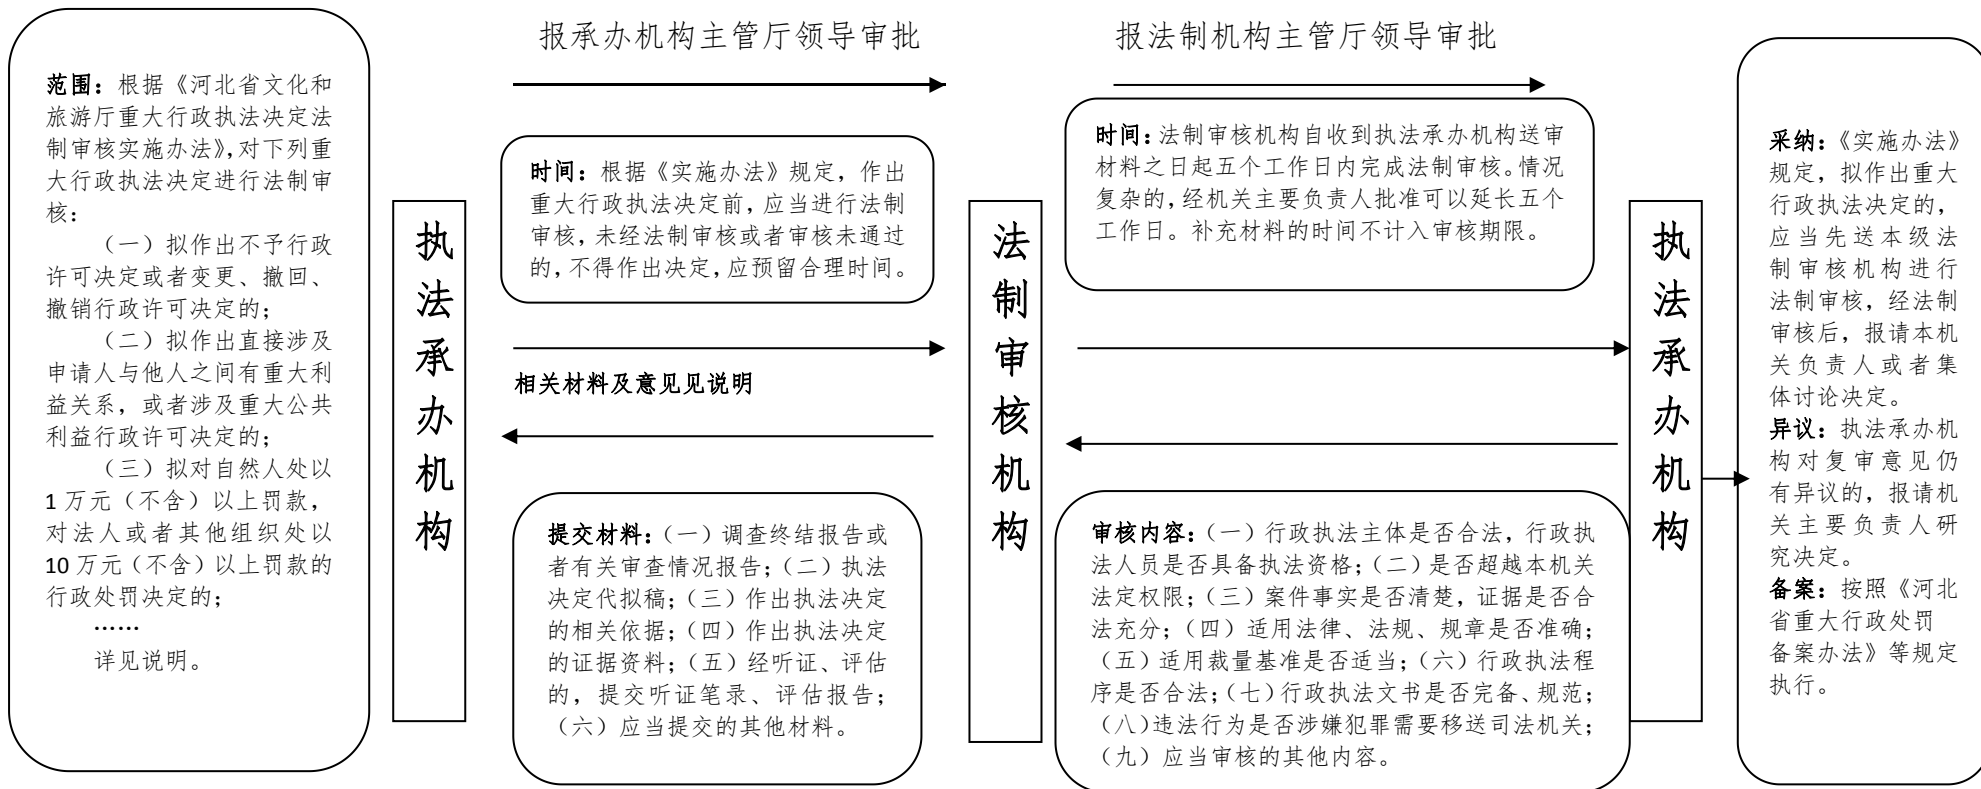 报承办机构主管厅领导审批
报法制机构主管厅领导审批
范围：根据《河北省文化和
旅游厅重大行政执法决定法
制审核实施办法》，对下列重
大行政执法决定进行法制审
核：
（一）拟作出不予行政
许可决定或者变更、撤回、
撤销行政许可决定的；
（二）拟作出直接涉及
申请人与他人之间有重大利
益关系，或者涉及重大公共
利益行政许可决定的；
（三）拟对自然人处以
1 万元（不含）以上罚款，
对法人或者其他组织处以
10 万元（不含）以上罚款的
行政处罚决定的；
……
详见说明。
执法承办机构
时间：根据《实施办法》规定，作出
重大行政执法决定前，应当进行法制
审核，未经法制审核或者审核未通过
的，不得作出决定，应预留合理时间。
相关材料及意见见说明
提交材料：（一）调查终结报告或
者有关审查情况报告；（二）执法
决定代拟稿；（三）作出执法决定
的相关依据；（四）作出执法决定
的证据资料；（五）经听证、评估
的，提交听证笔录、评估报告；
（六）应当提交的其他材料。
法制审核机构
时间：法制审核机构自收到执法承办机构送审
材料之日起五个工作日内完成法制审核。情况
复杂的，经机关主要负责人批准可以延长五个
工作日。补充材料的时间不计入审核期限。
审核内容：（一）行政执法主体是否合法，行政执
法人员是否具备执法资格；（二）是否超越本机关
法定权限；（三）案件事实是否清楚，证据是否合
法充分；（四）适用法律、法规、规章是否准确；
（五）适用裁量基准是否适当；（六）行政执法程
序是否合法；（七）行政执法文书是否完备、规范；
（八）违法行为是否涉嫌犯罪需要移送司法机关；
（九）应当审核的其他内容。
执法承办机构
采纳：《实施办法》
规定，拟作出重大
行政执法决定的，
应当先送本级法
制审核机构进行
法制审核，经法制
审核后，报请本机
关负责人或者集
体讨论决定。
异议：执法承办机
构对复审意见仍
有异议的，报请机
关主要负责人研
究决定。
备案：按照《河北
省重大行政处罚
备案办法》等规定
执行。